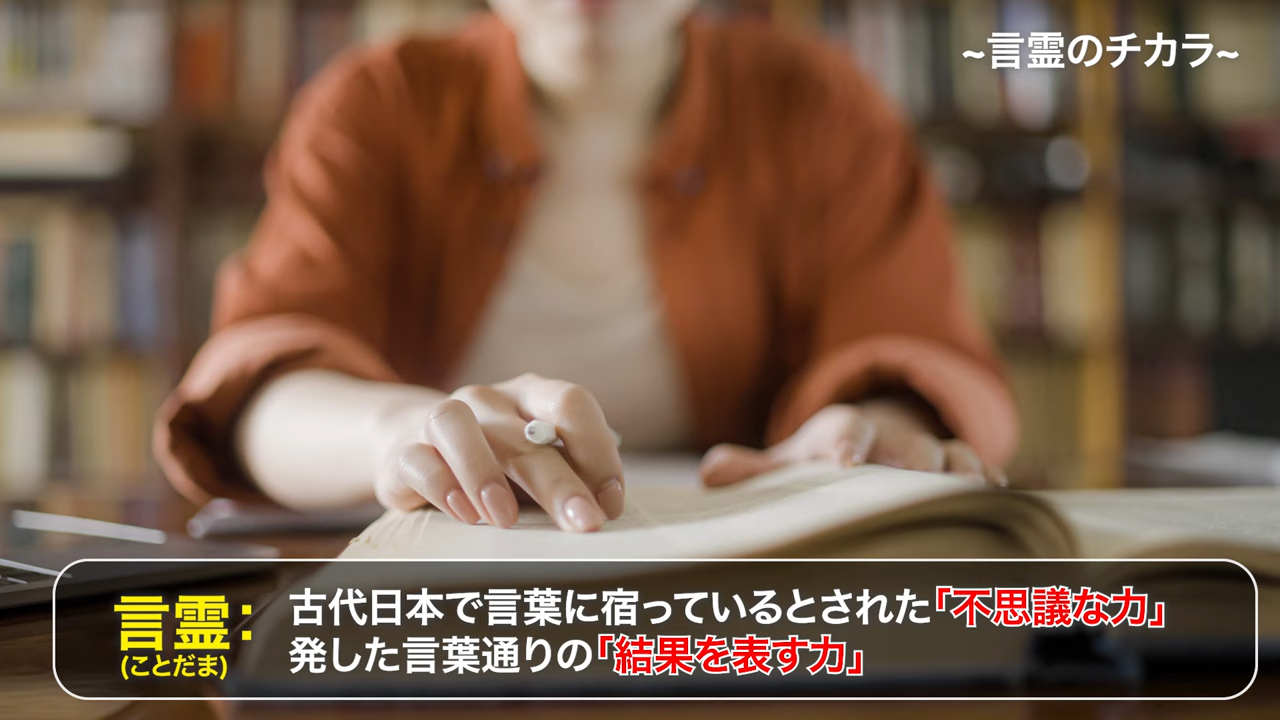 ~言霊のチカラ~
言霊：
(ことだま)
古代日本で言葉に宿っているとされた「不思議な力」
発した言葉通りの「結果を表す力」